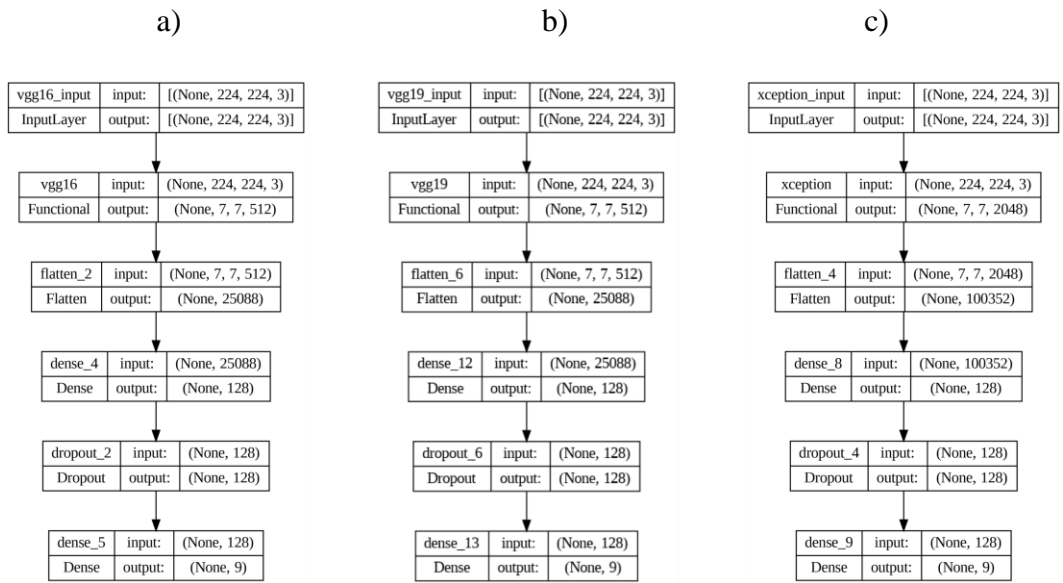 a)
b)
c)
vgg16_input input: [(None, 224, 224, 3)]
InputLayer output: [(None, 224, 224, 3)]
vgg16 input: (None, 224, 224, 3)
Functional output: (None, 7, 7, 512)
flatten_2 input: (None, 7, 7, 512)
Flatten output: (None, 25088)
dense_4 input: (None, 25088)
Dense output: (None, 128)
dropout_2 input: (None, 128)
Dropout output: (None, 128)
dense_5 input: (None, 128)
Dense output: (None, 9)
vgg19_input input: [(None, 224, 224, 3)]
InputLayer output: [(None, 224, 224, 3)]
vgg19 input: (None, 224, 224, 3)
Functional output: (None, 7, 7, 512)
flatten_6 input: (None, 7, 7, 512)
Flatten output: (None, 25088)
dense_12 input: (None, 25088)
Dense output: (None, 128)
dropout_6 input: (None, 128)
Dropout output: (None, 128)
dense_13 input: (None, 128)
Dense output: (None, 9)
xception_input input: [(None, 224, 224, 3)]
InputLayer output: [(None, 224, 224, 3)]
xception input: (None, 224, 224, 3)
Functional output: (None, 7, 7, 2048)
flatten_4 input: (None, 7, 7, 2048)
Flatten output: (None, 100352)
dense_8 input: (None, 100352)
Dense output: (None, 128)
dropout_4 input: (None, 128)
Dropout output: (None, 128)
dense_9 input: (None, 128)
Dense output: (None, 9)